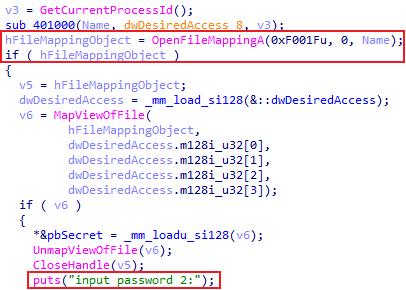 v3 = GetCurrentProcessId();
sub_401000(Name, dwDesiredAccess_8, v3);
hFileMappingObject = OpenFileMappingA(0xF001Fu, 0, Name);
if ( hFileMappingObject )
{
v5 = hFileMappingObject;
dwDesiredAccess = _mm_load_si128(&::dwDesiredAccess);
v6 = MapViewOfFile(
hFileMappingObject,
dwDesiredAccess.m128i_u32[0],
dwDesiredAccess.m128i_u32[1],
dwDesiredAccess.m128i_u32[2],
dwDesiredAccess.m128i_u32[3]);
if ( v6 )
{
*&pbSecret = _mm_loadu_si128(v6);
UnmapViewOfFile(v6);
CloseHandle(v5);
puts("input password 2:");